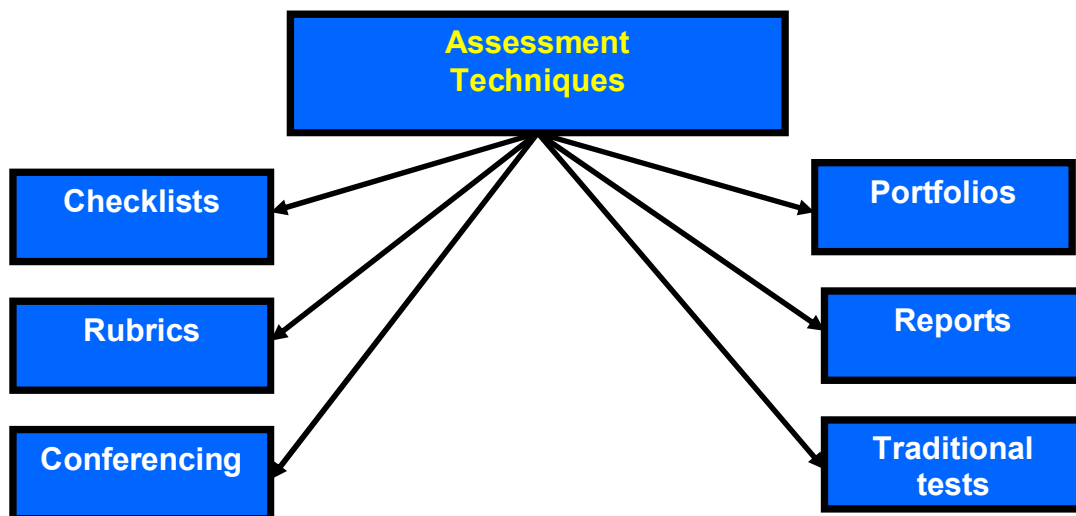 Assessment
Techniques
Checklists
Portfolios
Rubrics
Reports
Conferencing
Traditional
tests